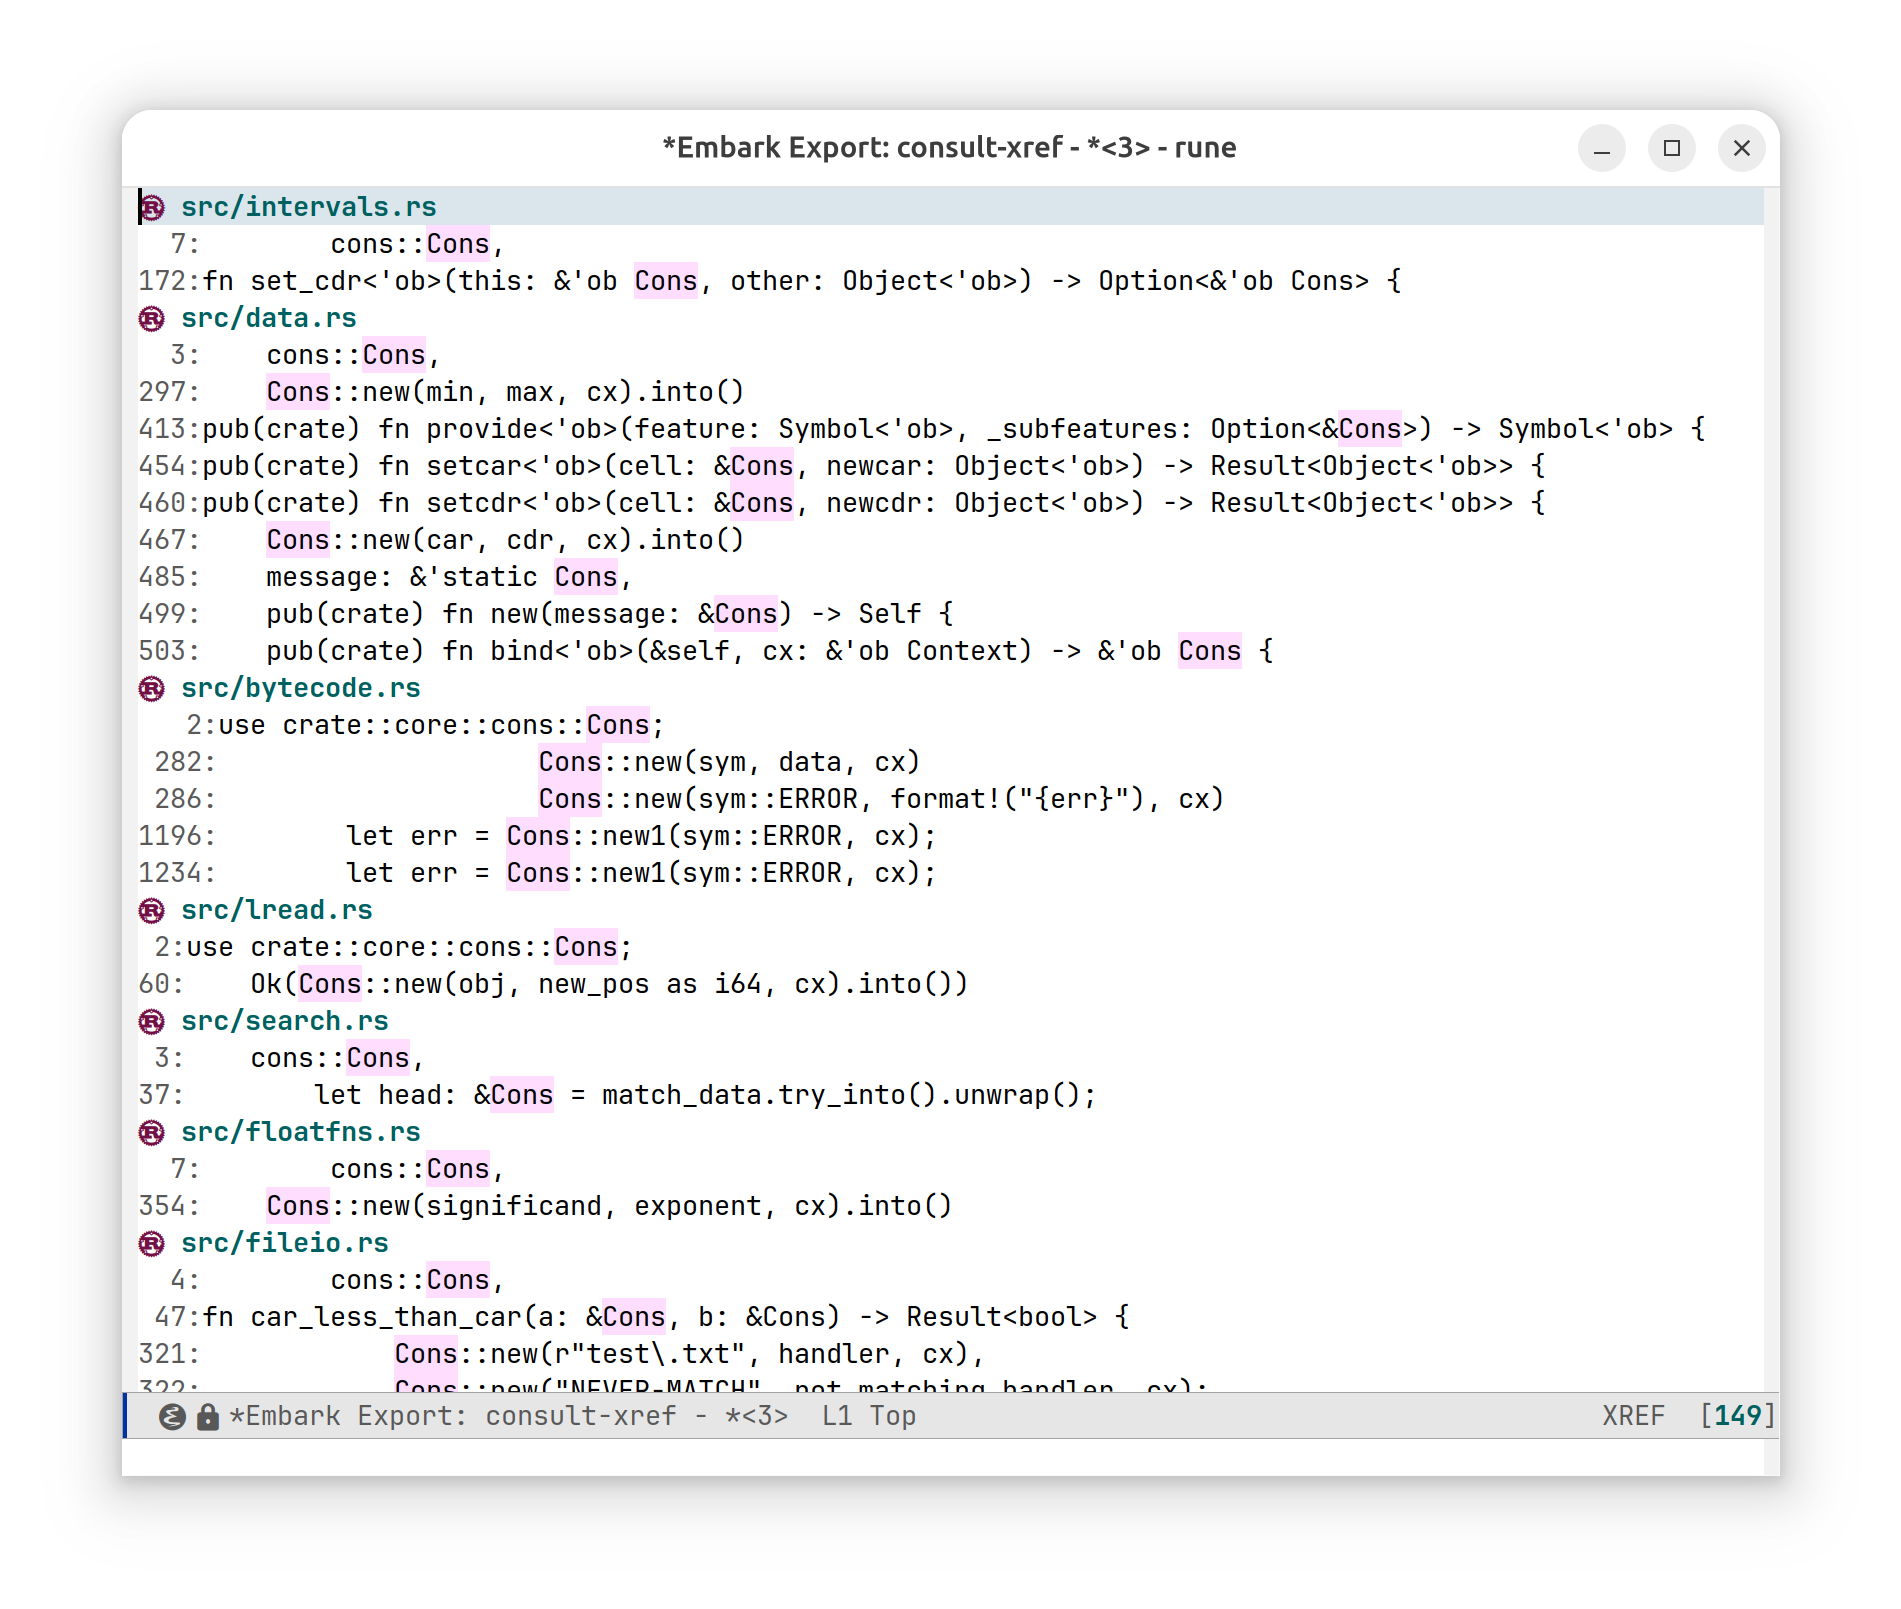 *Embark Export: consult-xref - *<3> - rune
src/intervals.rs
  7:        cons::Cons,
172:fn set_cdr<'ob>(this: &'ob Cons, other: Object<'ob>) -> Option<&'ob Cons> {
src/data.rs
  3:    cons::Cons,
297:    Cons::new(min, max, cx).into()
413:pub(crate) fn provide<'ob>(feature: Symbol<'ob>, _subfeatures: Option<&Cons>) -> Symbol<'ob> {
454:pub(crate) fn setcar<'ob>(cell: &Cons, newcar: Object<'ob>) -> Result<Object<'ob>> {
460:pub(crate) fn setcdr<'ob>(cell: &Cons, newcdr: Object<'ob>) -> Result<Object<'ob>> {
467:    Cons::new(car, cdr, cx).into()
485:    message: &'static Cons,
499:    pub(crate) fn new(message: &Cons) -> Self {
503:    pub(crate) fn bind<'ob>(&self, cx: &'ob Context) -> &'ob Cons {
src/bytecode.rs
   2:use crate::core::cons::Cons;
 282:                    Cons::new(sym, data, cx)
 286:                    Cons::new(sym::ERROR, format!("{err}"), cx)
1196:        let err = Cons::new1(sym::ERROR, cx);
1234:        let err = Cons::new1(sym::ERROR, cx);
src/lread.rs
 2:use crate::core::cons::Cons;
60:    Ok(Cons::new(obj, new_pos as i64, cx).into())
src/search.rs
 3:    cons::Cons,
37:        let head: &Cons = match_data.try_into().unwrap();
src/floatfns.rs
  7:        cons::Cons,
354:    Cons::new(significand, exponent, cx).into()
src/fileio.rs
  4:        cons::Cons,
 47:fn car_less_than_car(a: &Cons, b: &Cons) -> Result<bool> {
321:            Cons::new(r"test\.txt", handler, cx),
322:            Cons::new("NEVER-MATCH", not_matching_handler, cx);
*Embark Export: consult-xref - *<3>  L1 Top XREF [149]